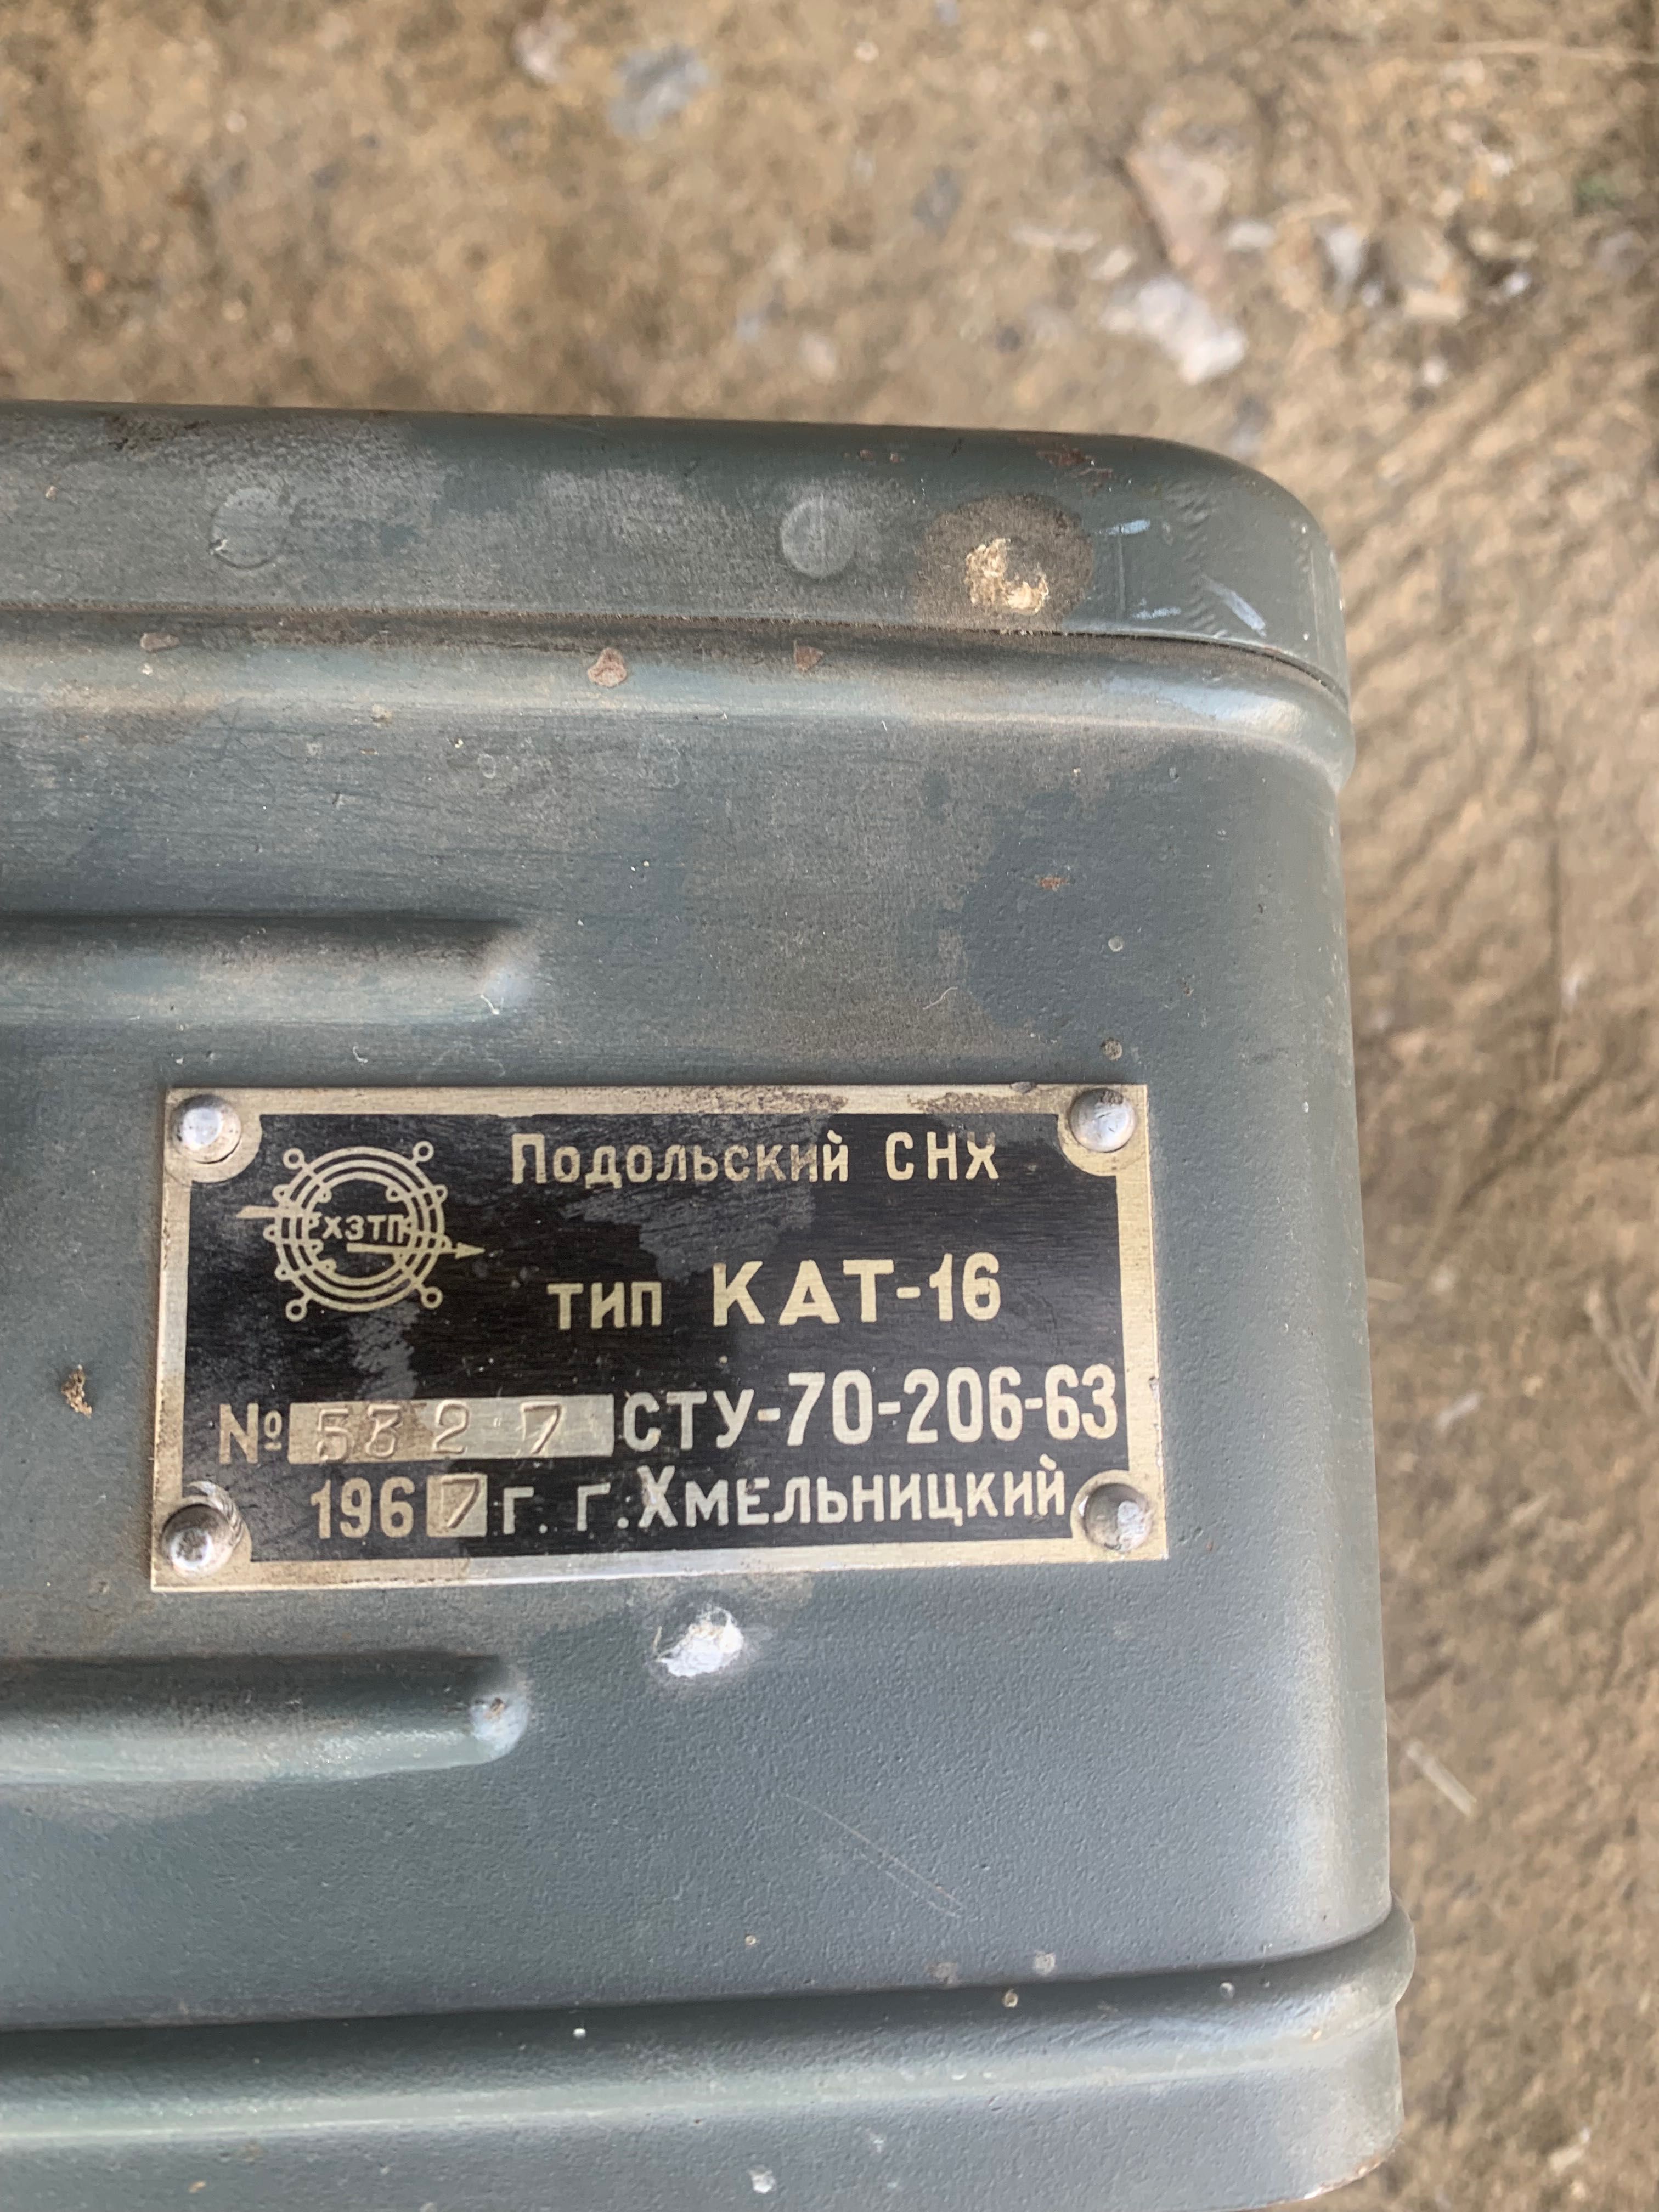 Подольский СНХ
ХЗТП
тип КАТ-16
№ 5327 СТУ-70-206-63
1967 г. г. Хмельницкий